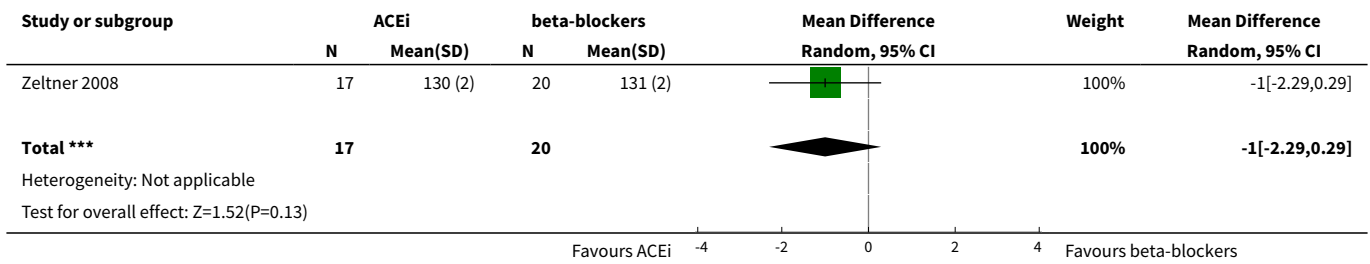 Study or subgroup ACEi beta-blockers Mean Difference Weight Mean Difference
N Mean(SD) N Mean(SD) Random, 95% CI Random, 95% CI
Zeltner 2008 17 130 (2) 20 131 (2) 100% -1[-2.29,0.29]
Total *** 17 20 100% -1[-2.29,0.29]
Heterogeneity: Not applicable
Test for overall effect: Z=1.52(P=0.13)
Favours ACEi -4 -2 0 2 4 Favours beta-blockers